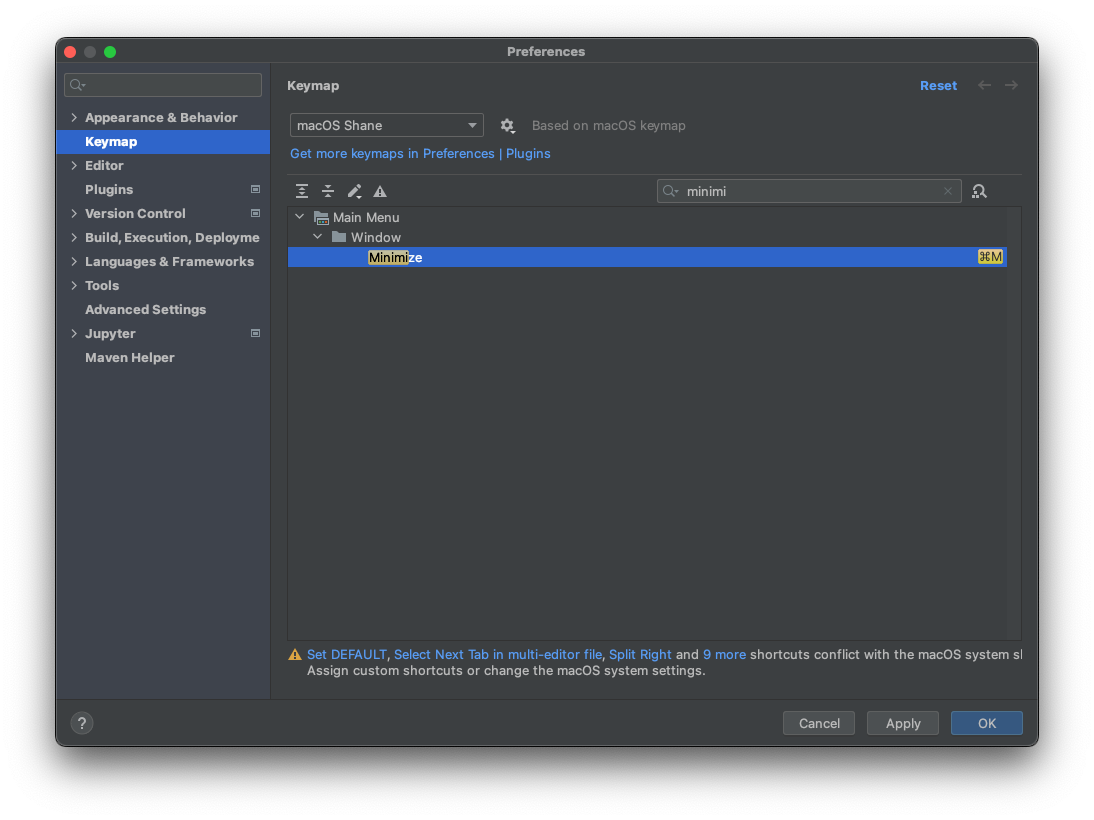 Preferences
Appearance & Behavior
Keymap
Editor
Plugins
Version Control
Build, Execution, Deployme
Languages & Frameworks
Tools
Advanced Settings
Jupyter
Maven Helper
Keymap
Reset
macOS Shane
Based on macOS keymap
Get more keymaps in Preferences | Plugins
minimi
Main Menu
Window
Minimize ⌘M
Set DEFAULT, Select Next Tab in multi-editor file, Split Right and 9 more shortcuts conflict with the macOS system sl
Assign custom shortcuts or change the macOS system settings.
?
Cancel
Apply
OK